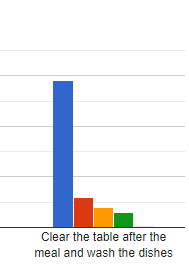 Clear the table after the
meal and wash the dishes